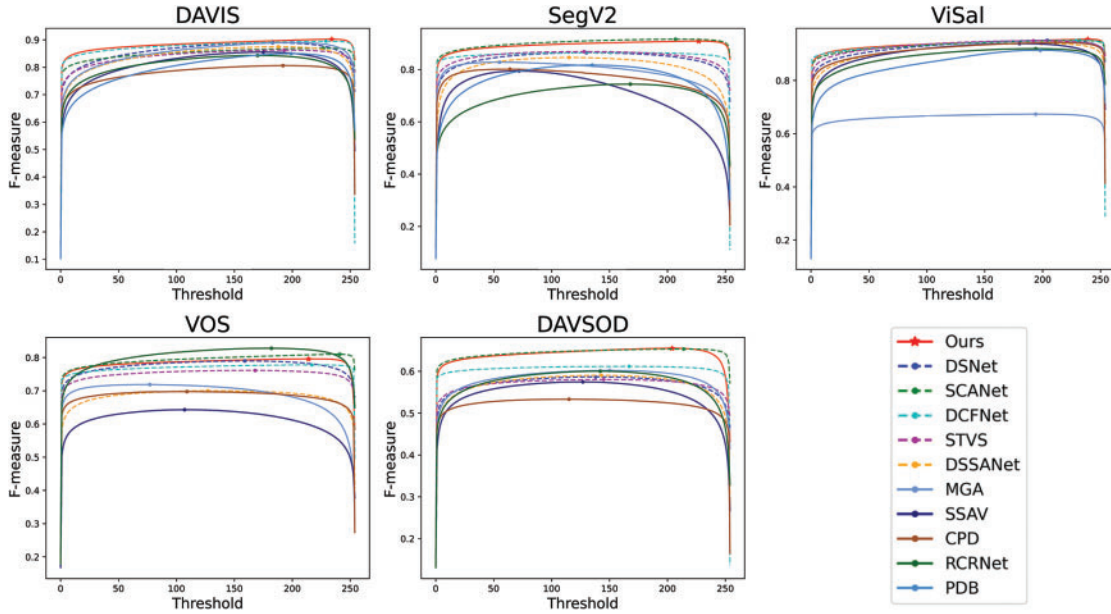 DAVIS
0.9
0.8
0.7
0.6
0.5
0.4
0.3
0.2
0.1
F-measure
0 50 100 150 200 250
Threshold
SegV2
0.8
0.6
0.4
0.2
F-measure
0 50 100 150 200 250
Threshold
ViSal
0.8
0.6
0.4
0.2
F-measure
0 50 100 150 200 250
Threshold
VOS
0.8
0.7
0.6
0.5
0.4
0.3
0.2
F-measure
0 50 100 150 200 250
Threshold
DAVSOD
0.6
0.5
0.4
0.3
0.2
F-measure
0 50 100 150 200 250
Threshold
Ours
DSNet
SCANet
DCFNet
STVS
DSSANet
MGA
SSAV
CPD
RCRNet
PDB